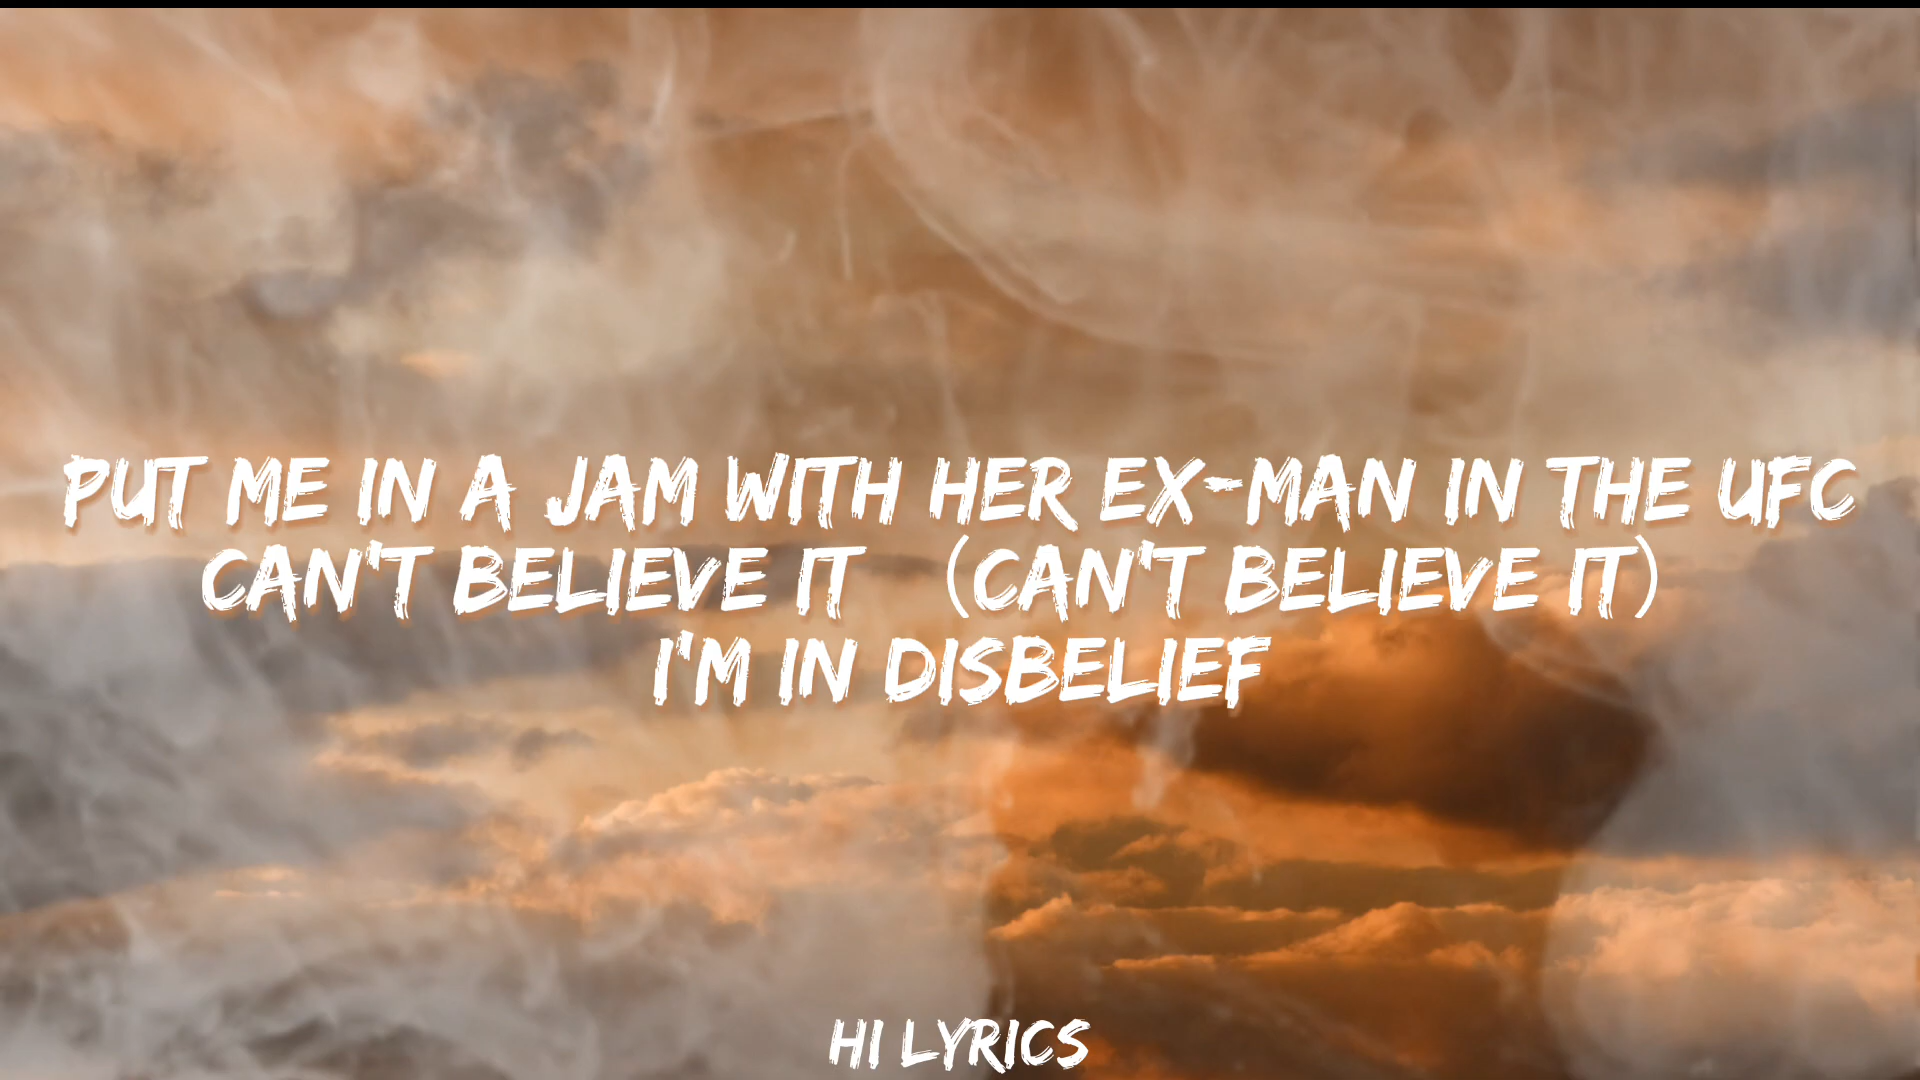 PUT ME IN A JAM WITH HER EX-MAN IN THE UFC
CAN'T BELIEVE IT (CAN'T BELIEVE IT)
I'M IN DISBELIEF
HI LYRICS